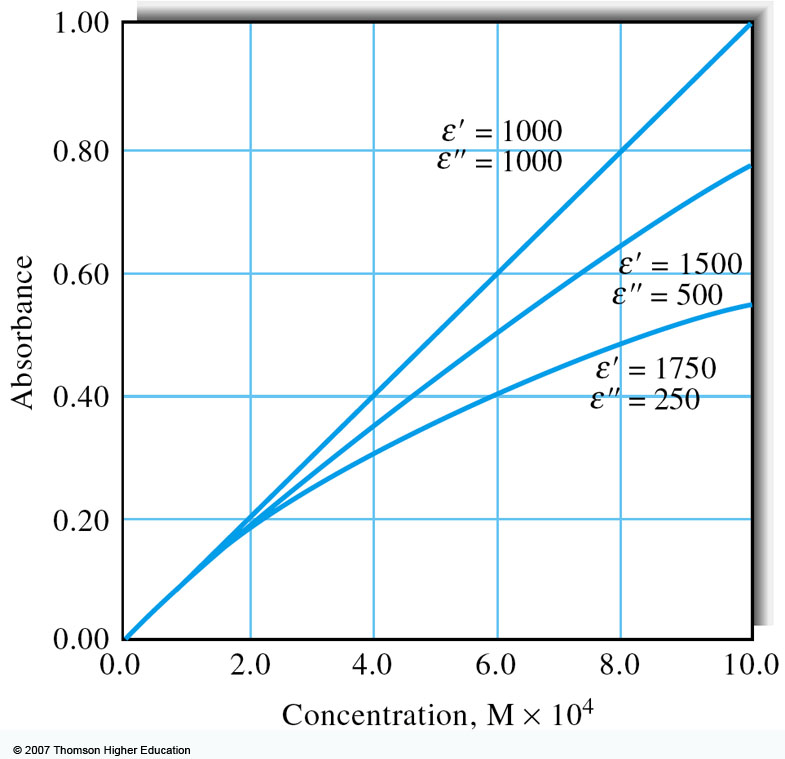 1.00
0.80
0.60
0.40
0.20
0.00
Absorbance
ε′ = 1000
ε″ = 1000
ε′ = 1500
ε″ = 500
ε′ = 1750
ε″ = 250
0.0 2.0 4.0 6.0 8.0 10.0
Concentration, M × 10⁴
© 2007 Thomson Higher Education